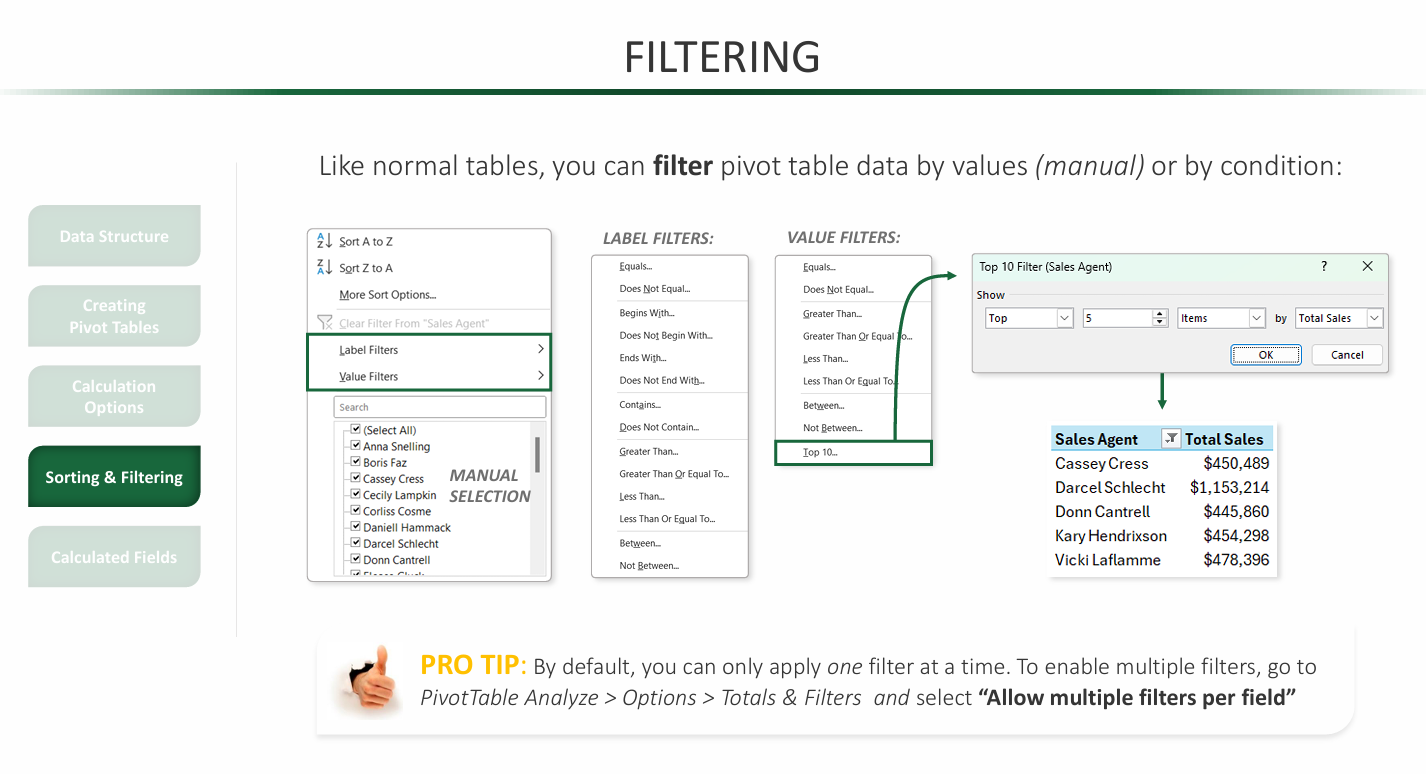 FILTERING
Like normal tables, you can filter pivot table data by values (manual) or by condition:
Data Structure
Creating
Pivot Tables
Calculation
Options
Sorting & Filtering
Calculated Fields
Sort A to Z
Sort Z to A
More Sort Options...
Clear Filter From "Sales Agent"
Label Filters
Value Filters
Search
(Select All)
Anna Snelling
Boris Faz
Cassey Cress
Cecily Lampkin
Corliss Cosme
Daniell Hammack
Darcel Schlecht
Donn Cantrell
MANUAL
SELECTION
LABEL FILTERS:
Equals...
Does Not Equal...
Begins With...
Does Not Begin With...
Ends With...
Does Not End With...
Contains...
Does Not Contain...
Greater Than...
Greater Than Or Equal To...
Less Than...
Less Than Or Equal To...
Between...
Not Between...
VALUE FILTERS:
Equals...
Does Not Equal...
Greater Than...
Greater Than Or Equal To...
Less Than...
Less Than Or Equal To...
Between...
Not Between...
Top 10...
Top 10 Filter (Sales Agent) ?
Show
Top 5 Items by Total Sales
OK Cancel
Sales Agent Total Sales
Cassey Cress $450,489
Darcel Schlecht $1,153,214
Donn Cantrell $445,860
Kary Hendrixson $454,298
Vicki Laflamme $478,396
PRO TIP: By default, you can only apply one filter at a time. To enable multiple filters, go to
PivotTable Analyze > Options > Totals & Filters and select “Allow multiple filters per field”